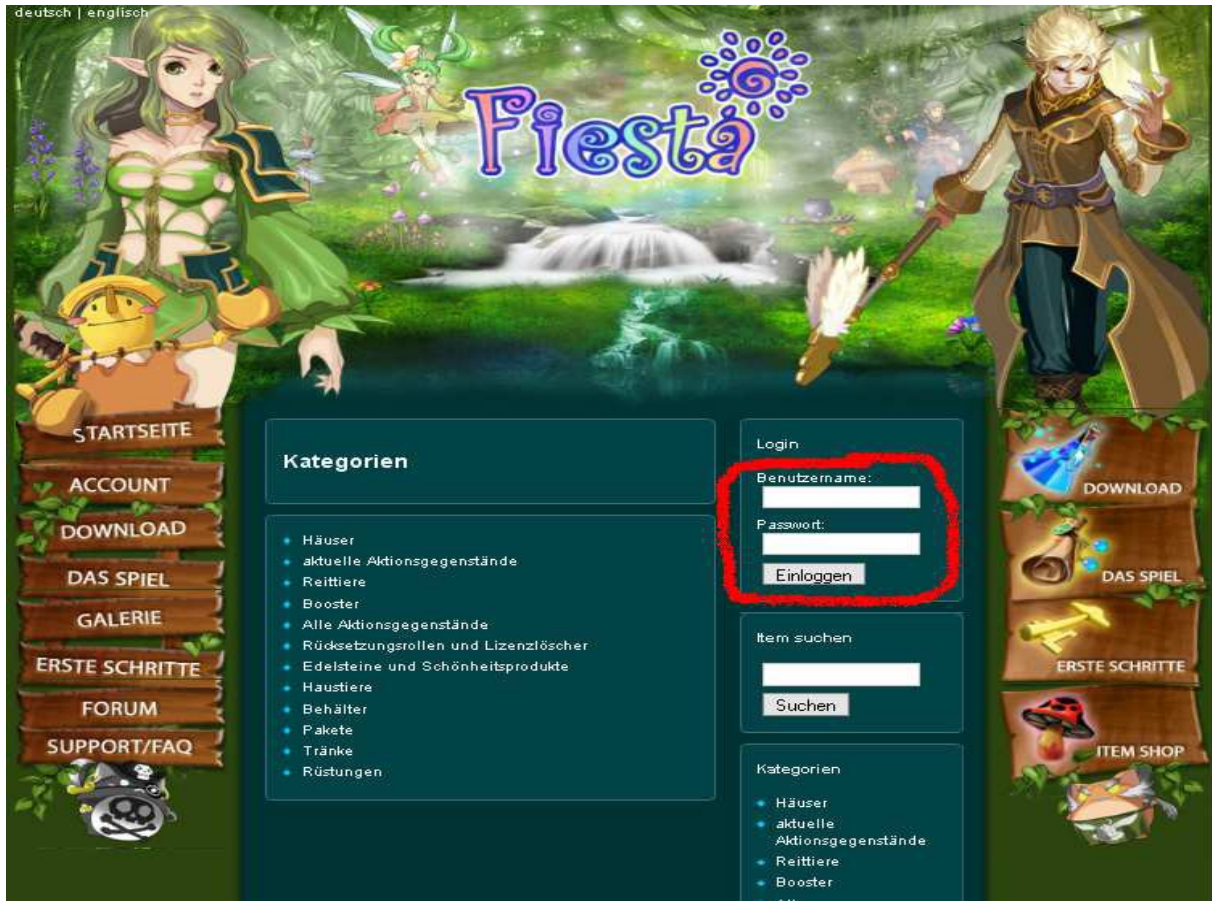 deutsch | englisch
Fiesta
STARTSEITE
ACCOUNT
DOWNLOAD
DAS SPIEL
GALERIE
ERSTE SCHRITTE
FORUM
SUPPORT/FAQ
Kategorien
Häuser
aktuelle Aktionsgegenstände
Reittiere
Booster
Alle Aktionsgegenstände
Rücksetzungsrollen und Lizenzlöscher
Edelsteine und Schönheitsprodukte
Haustiere
Behälter
Pakete
Tränke
Rüstungen
Login
Benutzername:
Passwort:
Einloggen
Item suchen
Suchen
Kategorien
Häuser
aktuelle
Aktionsgegenstände
Reittiere
Booster
DOWNLOAD
DAS SPIEL
ERSTE SCHRITTE
ITEM SHOP